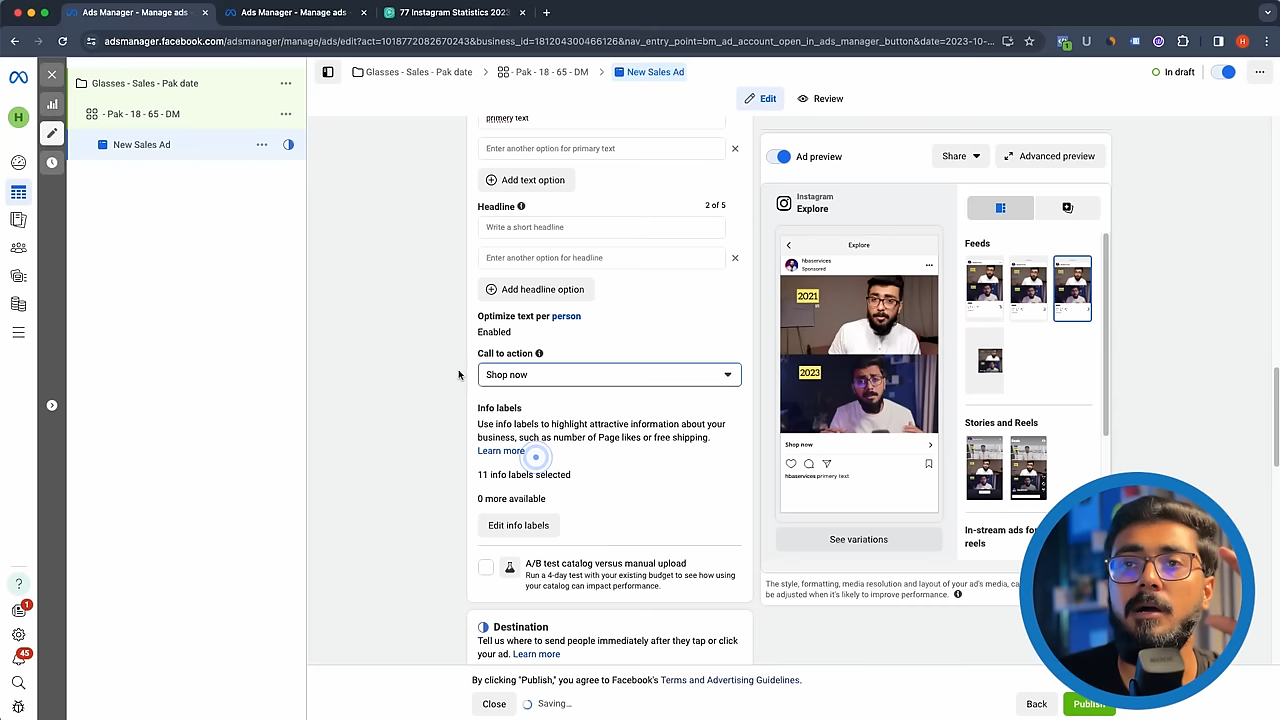 Ads Manager - Manage ads
Ads Manager - Manage ads
77 Instagram Statistics 2023
adsmanager.facebook.com/adsmanager/manage/ads/edit?act=1018772082670243&business_id=181204300466126&nav_entry_point=bm_ad_account_open_in_ads_manager_button&date=2023-10-...
H
Glasses - Sales - Pak date
- Pak - 18 - 65 - DM
New Sales Ad
In draft
H
Glasses - Sales - Pak date
- Pak - 18 - 65 - DM
New Sales Ad
Edit
Review
primary text
Enter another option for primary text
Add text option
Headline
2 of 5
Write a short headline
Enter another option for headline
Add headline option
Optimize text per person
Enabled
Call to action
Shop now
Info labels
Use info labels to highlight attractive information about your
business, such as number of Page likes or free shipping.
Learn more
11 info labels selected
0 more available
Edit info labels
A/B test catalog versus manual upload
Run a 4-day test with your existing budget to see how using
your catalog can impact performance.
Destination
Tell us where to send people immediately after they tap or click
your ad. Learn more
Ad preview
Share
Advanced preview
Instagram
Explore
Explore
hbaservices
Sponsored
2021
2023
Shop now
hbaservices primery text
See variations
Feeds
Stories and Reels
In-stream ads for
reels
The style, formatting, media resolution and layout of your ad's media, ca
be adjusted when it's likely to improve performance.
1
45
By clicking "Publish," you agree to Facebook's Terms and Advertising Guidelines.
Close
Saving...
Back
Publish